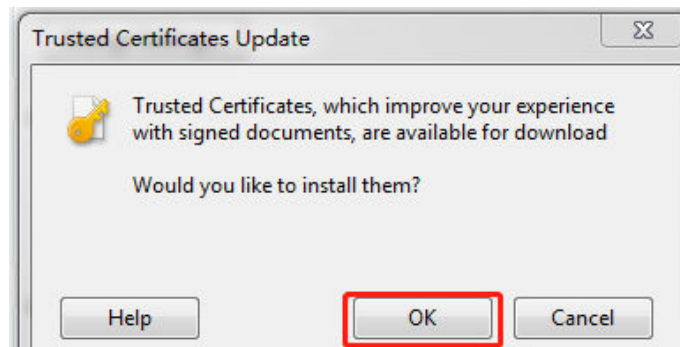 Trusted Certificates Update
Trusted Certificates, which improve your experience
with signed documents, are available for download
Would you like to install them?
Help
OK
Cancel